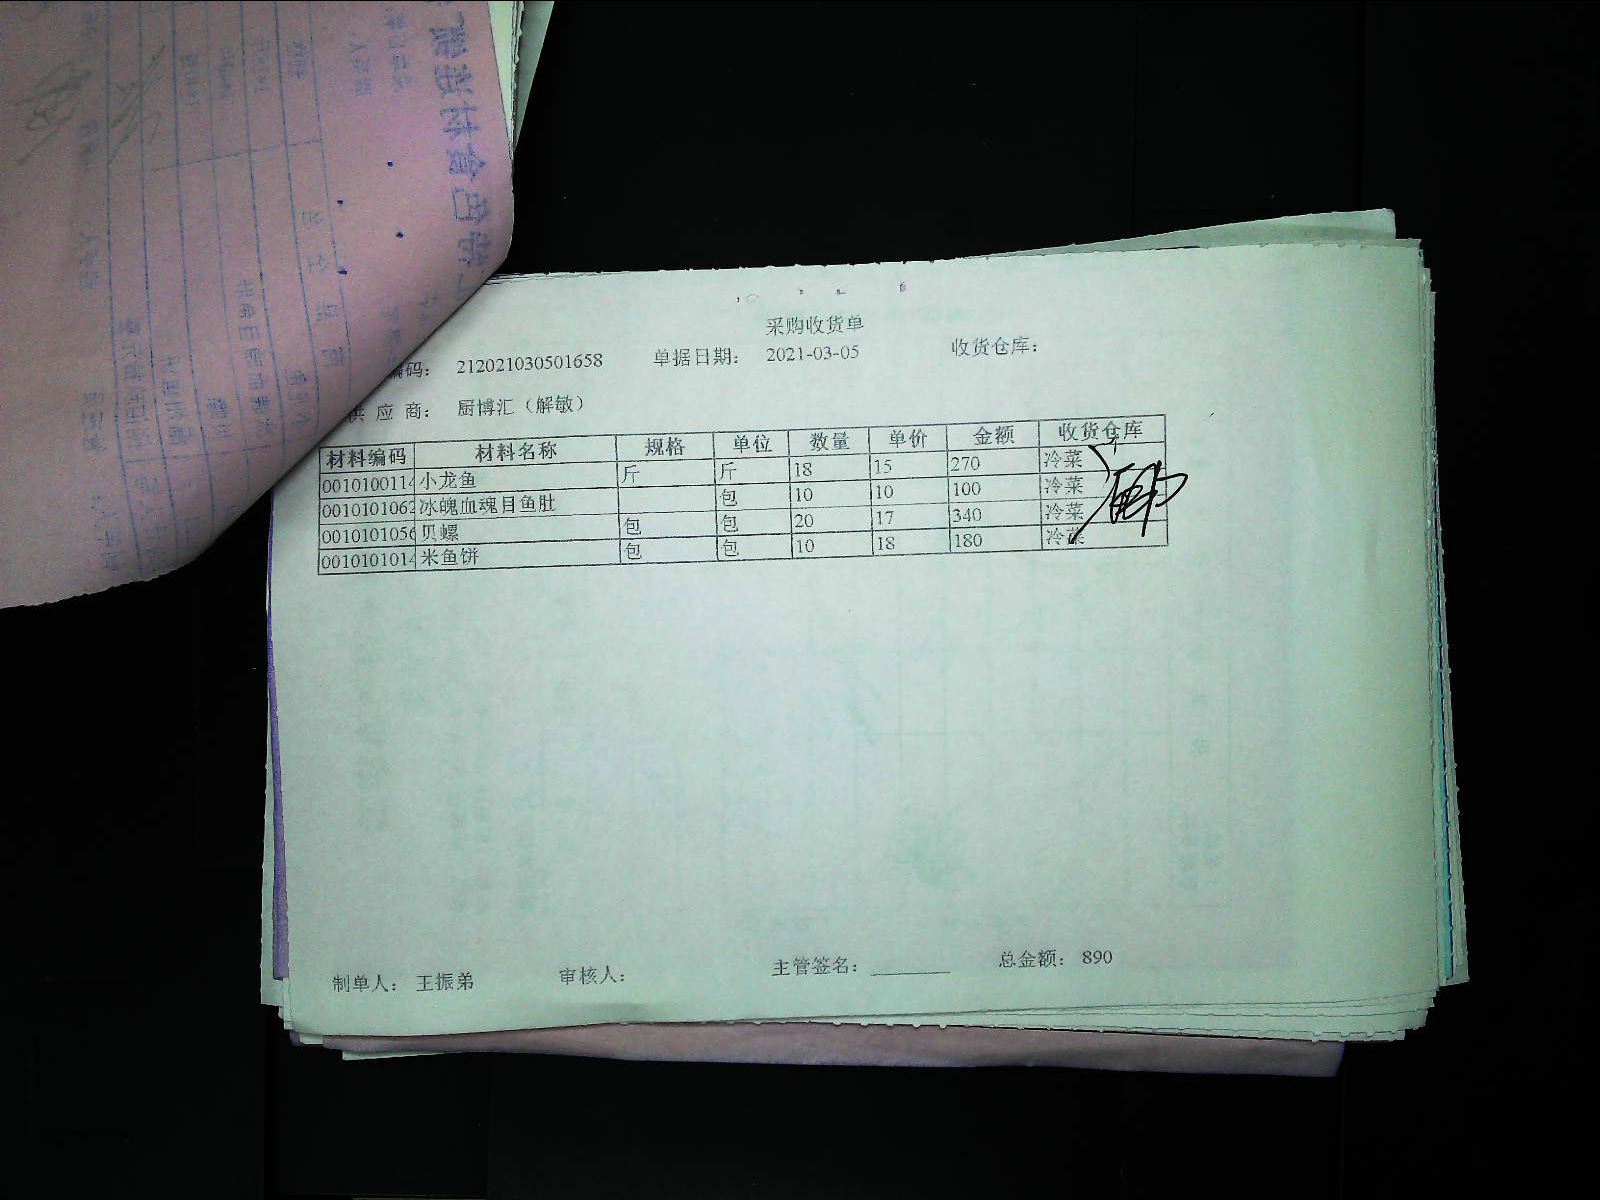 采购收货单
编码： 212021030501658 单据日期： 2021-03-05 收货仓库：
供 应 商： 厨博汇（解敏）
材料编码 材料名称 规格 单位 数量 单价 金额 收货仓库
0010100114 小龙鱼 斤 斤 18 15 270 冷菜
0010101062 冰魄血魂目鱼肚 包 10 10 100 冷菜
0010101056 贝螺 包 包 20 17 340 冷菜
0010101014 米鱼饼 包 包 10 18 180 冷菜
制单人： 王振弟 审核人： 主管签名： 总金额： 890